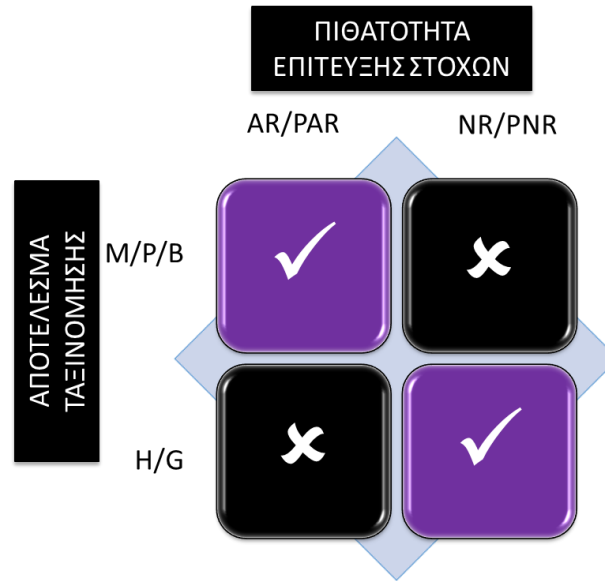 ΠΙΘΑΤΟΤΗΤΑ
ΕΠΙΤΕΥΞΗΣ ΣΤΟΧΩΝ
AR/PAR
NR/PNR
ΑΠΟΤΕΛΕΣΜΑ
ΤΑΞΙΝΟΜΗΣΗΣ
M/P/B
H/G